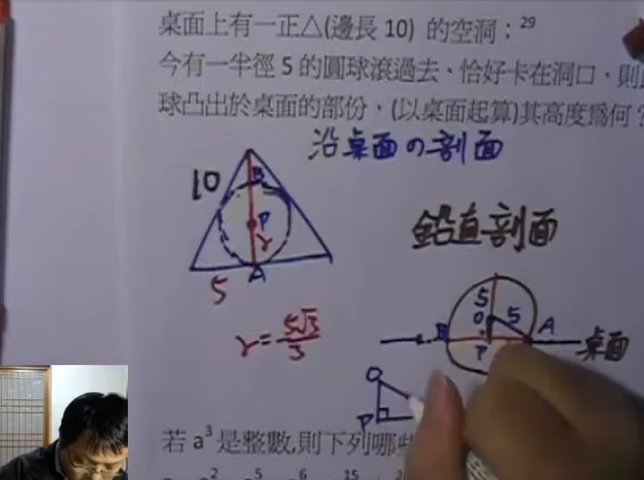 桌面上有一正△(邊長 10) 的空洞：²⁹
今有一半徑 5 的圓球滾過去、恰好卡在洞口、則
球凸出於桌面的部份，(以桌面起算)其高度為何？
沿桌面の剖面
10
B
P
r
5
A
r = 5√3/3
鉛直剖面
5
O
5
B
A
P
桌面
O
P
若 a³ 是整數,則下列哪些